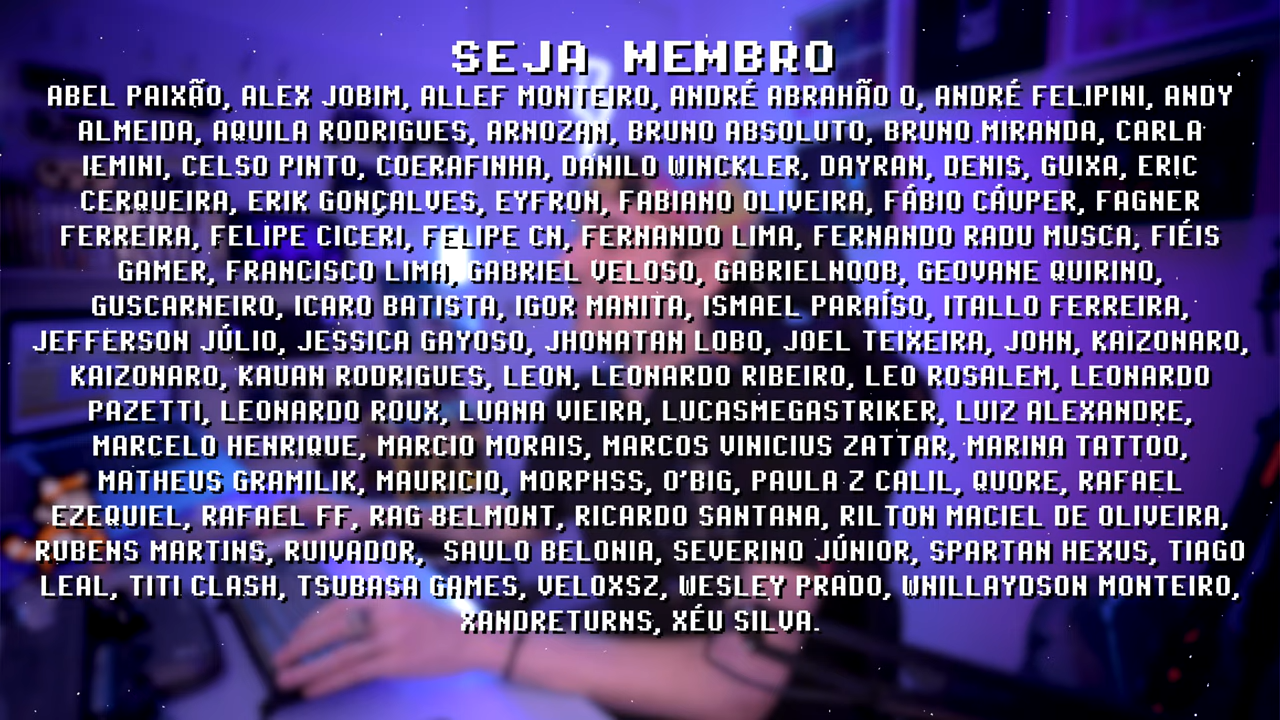 SEJA MEMBRO
ABEL PAIXÃO, ALEX JOBIM, ALLEF MONTEIRO, ANDRÉ ABRAHÃO O, ANDRÉ FELIPINI, ANDY
ALMEIDA, AQUILA RODRIGUES, ARNOZAN, BRUNO ABSOLUTO, BRUNO MIRANDA, CARLA
IEMINI, CELSO PINTO, COERAFINHA, DANILO WINCKLER, DAYRAN, DENIS, GUIXA, ERIC
CERQUEIRA, ERIK GONÇALVES, EYFRON, FABIANO OLIVEIRA, FÁBIO CÁUPER, FAGNER
FERREIRA, FELIPE CICERI, FELIPE CN, FERNANDO LIMA, FERNANDO RADU MUSCA, FIÉIS
GAMER, FRANCISCO LIMA, GABRIEL VELOSO, GABRIELNOOB, GEOVANE QUIRINO,
GUSCARNEIRO, ICARO BATISTA, IGOR MANITA, ISMAEL PARAÍSO, ITALLO FERREIRA,
JEFFERSON JÚLIO, JESSICA GAYOSO, JHONATAN LOBO, JOEL TEIXEIRA, JOHN, KAIZONARO,
KAIZONARO, KAUAN RODRIGUES, LEON, LEONARDO RIBEIRO, LEO ROSALEM, LEONARDO
PAZETTI, LEONARDO ROUX, LUANA VIEIRA, LUCASMEGASTRIKER, LUIZ ALEXANDRE,
MARCELO HENRIQUE, MARCIO MORAIS, MARCOS VINICIUS ZATTAR, MARINA TATTOO,
MATHEUS GRAMILIK, MAURICIO, MORPHSS, O'BIG, PAULA Z CALIL, QUORE, RAFAEL
EZEQUIEL, RAFAEL FF, RAG BELMONT, RICARDO SANTANA, RILTON MACIEL DE OLIVEIRA,
RUBENS MARTINS, RUIVADOR, SAULO BELONIA, SEVERINO JÚNIOR, SPARTAN HEXUS, TIAGO
LEAL, TITI CLASH, TSUBASA GAMES, VELOXSZ, WESLEY PRADO, WNILLAYDSON MONTEIRO,
XANDRETURNS, XÉU SILVA.